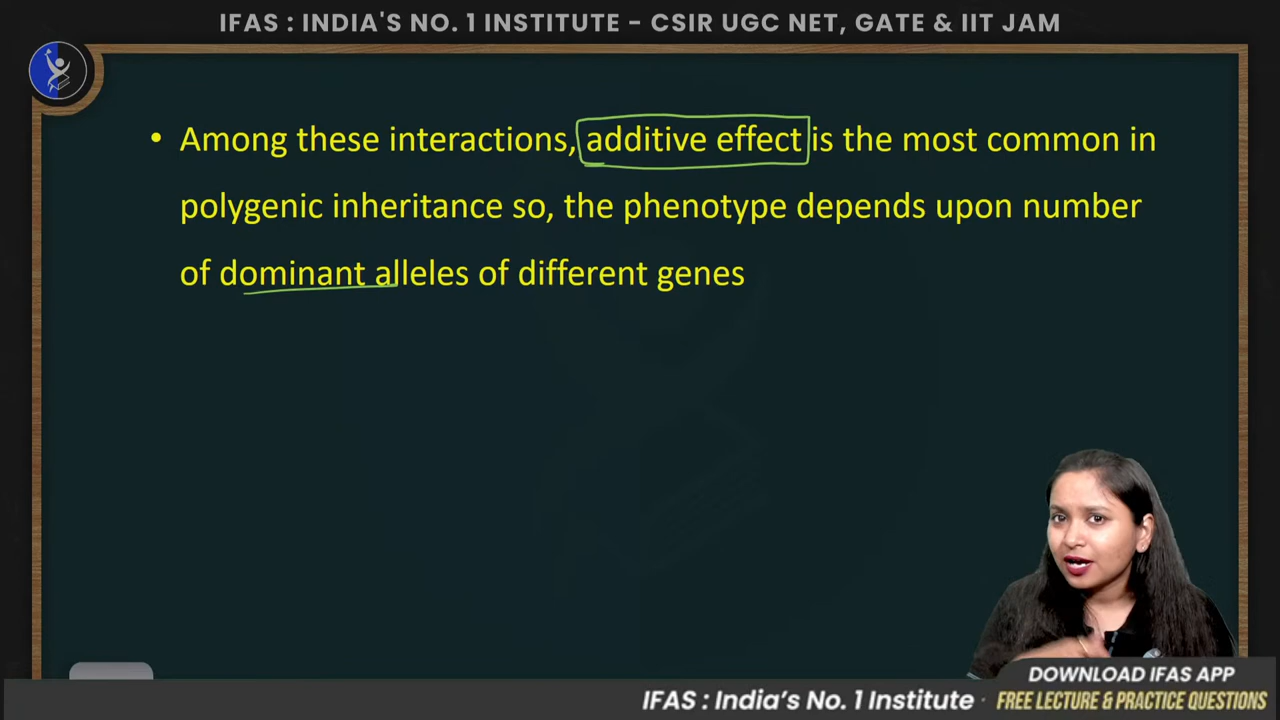 IFAS : INDIA'S NO. 1 INSTITUTE - CSIR UGC NET, GATE & IIT JAM
• Among these interactions, additive effect is the most common in
polygenic inheritance so, the phenotype depends upon number
of dominant alleles of different genes
DOWNLOAD IFAS APP
IFAS : India’s No. 1 Institute · FREE LECTURE & PRACTICE QUESTIONS